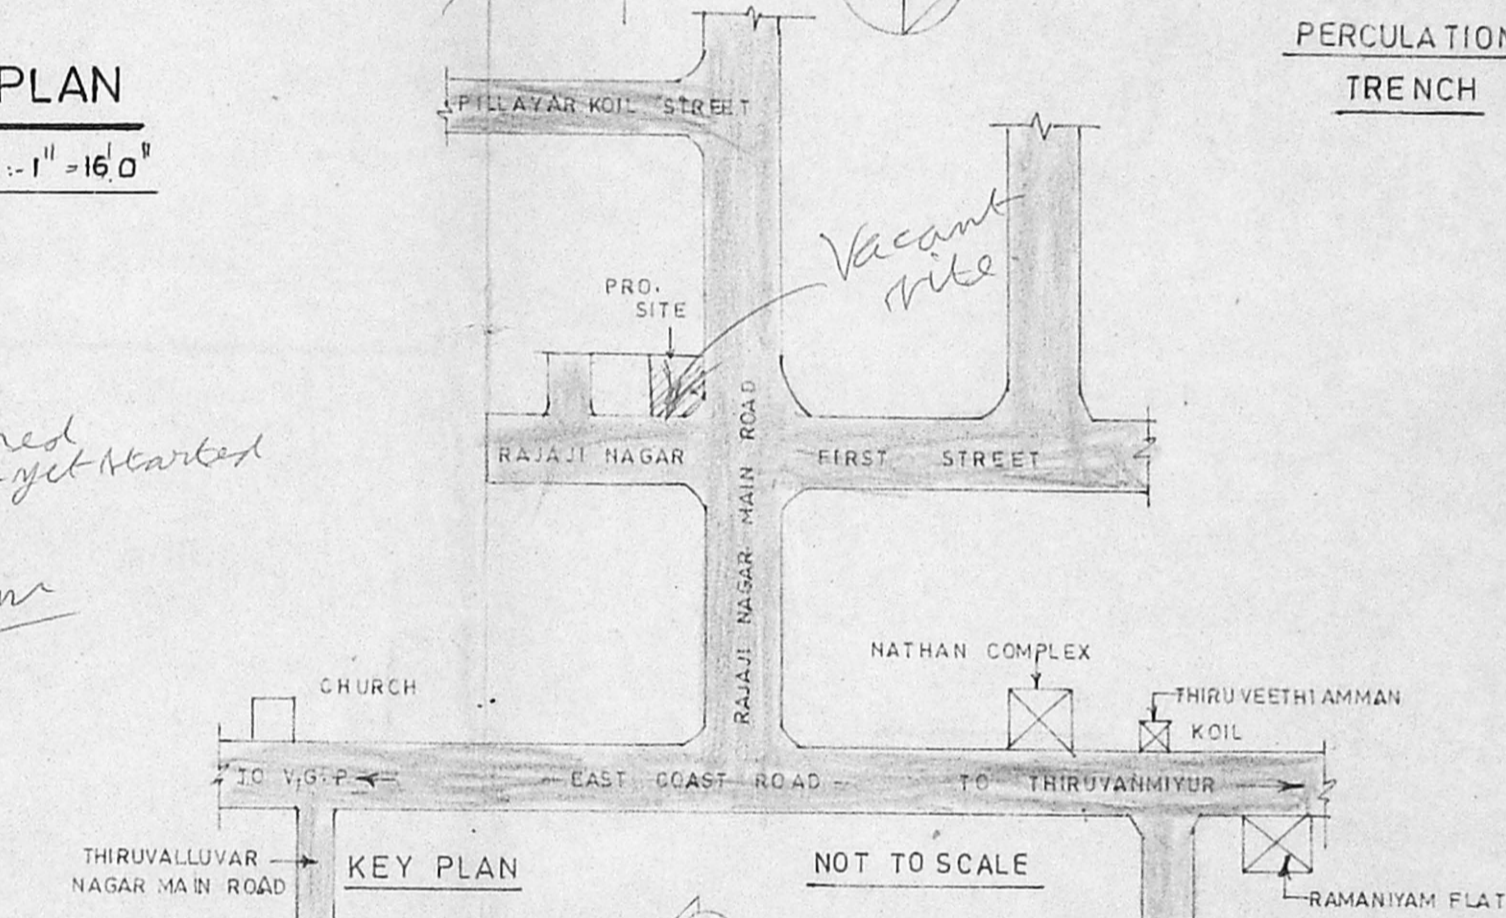 PERCULATION
TRENCH
PLAN
:-1" =16'0"
PILLAYAR KOIL STREET
Vacant
site
PRO.
SITE
yet started
RAJAJI NAGAR
FIRST STREET
RAJAJI NAGAR MAIN ROAD
NATHAN COMPLEX
CHURCH
THIRUVEETHIAMMAN
KOIL
TO V.G.P
EAST COAST ROAD
TO THIRUVANMIYUR
THIRUVALLUVAR
NAGAR MAIN ROAD
KEY PLAN
NOT TO SCALE
RAMANIYAM FLAT